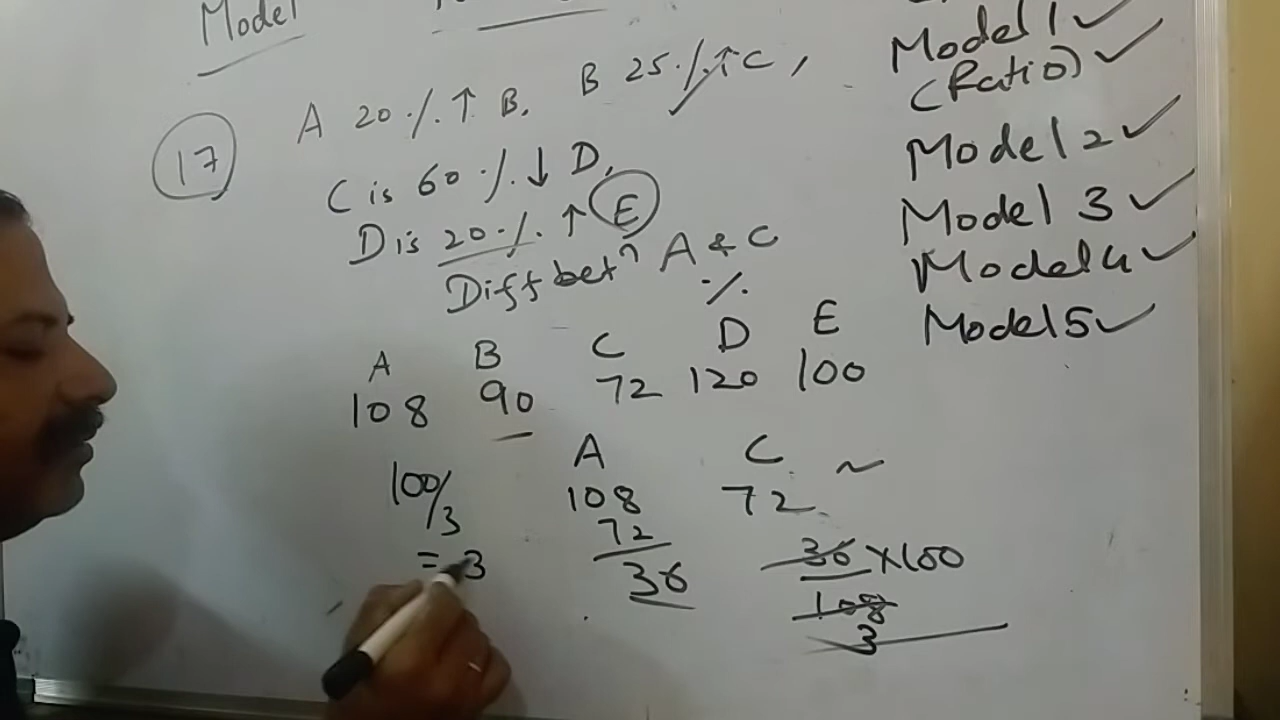 Model
17
A 20 % ↑ B. B 25 % ↑ C,
C is 60 % ↓ D,
D is 20 % ↑ E
Diff betⁿ A & C
%
A B C D E
108 90 72 120 100
A C ~
108 72
72
36
36 × 100
108
3
100/3
= 3
Model 1 ✓
(Ratio) ✓
Model 2 ✓
Model 3 ✓
Model 4 ✓
Model 5 ✓